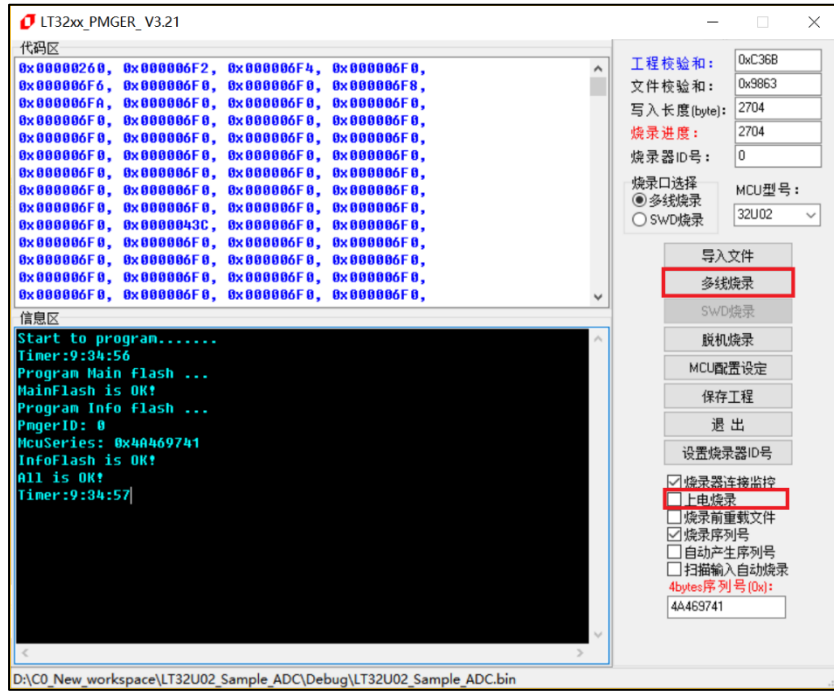 LT32xx_PMGER_ V3.21
代码区
0x00000260, 0x000006F2, 0x000006F4, 0x000006F0,
0x000006F6, 0x000006F0, 0x000006F0, 0x000006F8,
0x000006FA, 0x000006F0, 0x000006F0, 0x000006F0,
0x000006F0, 0x000006F0, 0x000006F0, 0x000006F0,
0x000006F0, 0x000006F0, 0x000006F0, 0x000006F0,
0x000006F0, 0x000006F0, 0x000006F0, 0x000006F0,
0x000006F0, 0x000006F0, 0x000006F0, 0x000006F0,
0x000006F0, 0x000006F0, 0x000006F0, 0x000006F0,
0x000006F0, 0x000006F0, 0x000006F0, 0x000006F0,
0x000006F0, 0x0000043C, 0x000006F0, 0x000006F0,
0x000006F0, 0x000006F0, 0x000006F0, 0x000006F0,
0x000006F0, 0x000006F0, 0x000006F0, 0x000006F0,
0x000006F0, 0x000006F0, 0x000006F0, 0x000006F0,
0x000006F0, 0x000006F0, 0x000006F0, 0x000006F0,
信息区
Start to program.......
Timer:9:34:56
Program Main flash ...
MainFlash is OK!
Program Info flash ...
PmgerID: 0
McuSeries: 0x4A469741
InfoFlash is OK!
All is OK!
Timer:9:34:57
工程校验和: 0xC36B
文件校验和: 0x9863
写入长度(byte): 2704
烧录进度: 2704
烧录器ID号: 0
烧录口选择
多线烧录
SWD烧录
MCU型号:
32U02
导入文件
多线烧录
SWD烧录
脱机烧录
MCU配置设定
保存工程
退 出
设置烧录器ID号
烧录器连接监控
上电烧录
烧录前重载文件
烧录序列号
自动产生序列号
扫描输入自动烧录
4bytes序列号(0x):
4A469741
D:\C0_New_workspace\LT32U02_Sample_ADC\Debug\LT32U02_Sample_ADC.bin